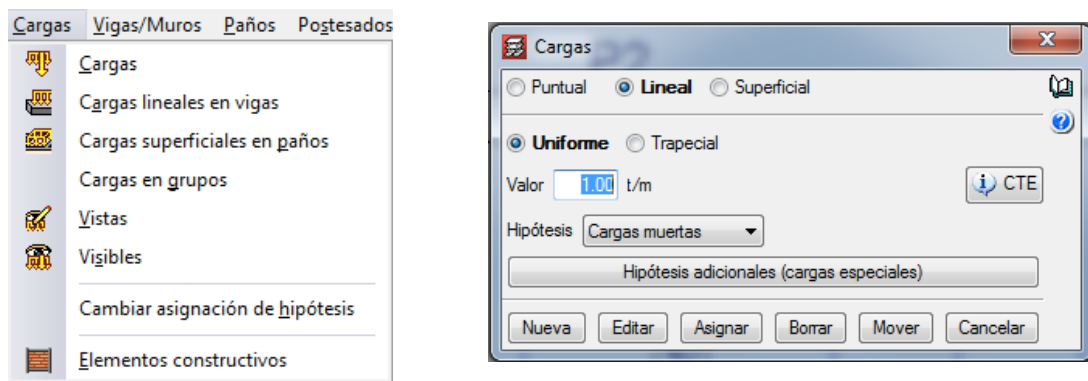 Cargas Vigas/Muros Paños Postesados
Cargas
Cargas lineales en vigas
Cargas superficiales en paños
Cargas en grupos
Vistas
Visibles
Cambiar asignación de hipótesis
Elementos constructivos
Cargas
Puntual Lineal Superficial
Uniforme Trapecial
Valor 1.00 t/m CTE
Hipótesis Cargas muertas
Hipótesis adicionales (cargas especiales)
Nueva Editar Asignar Borrar Mover Cancelar